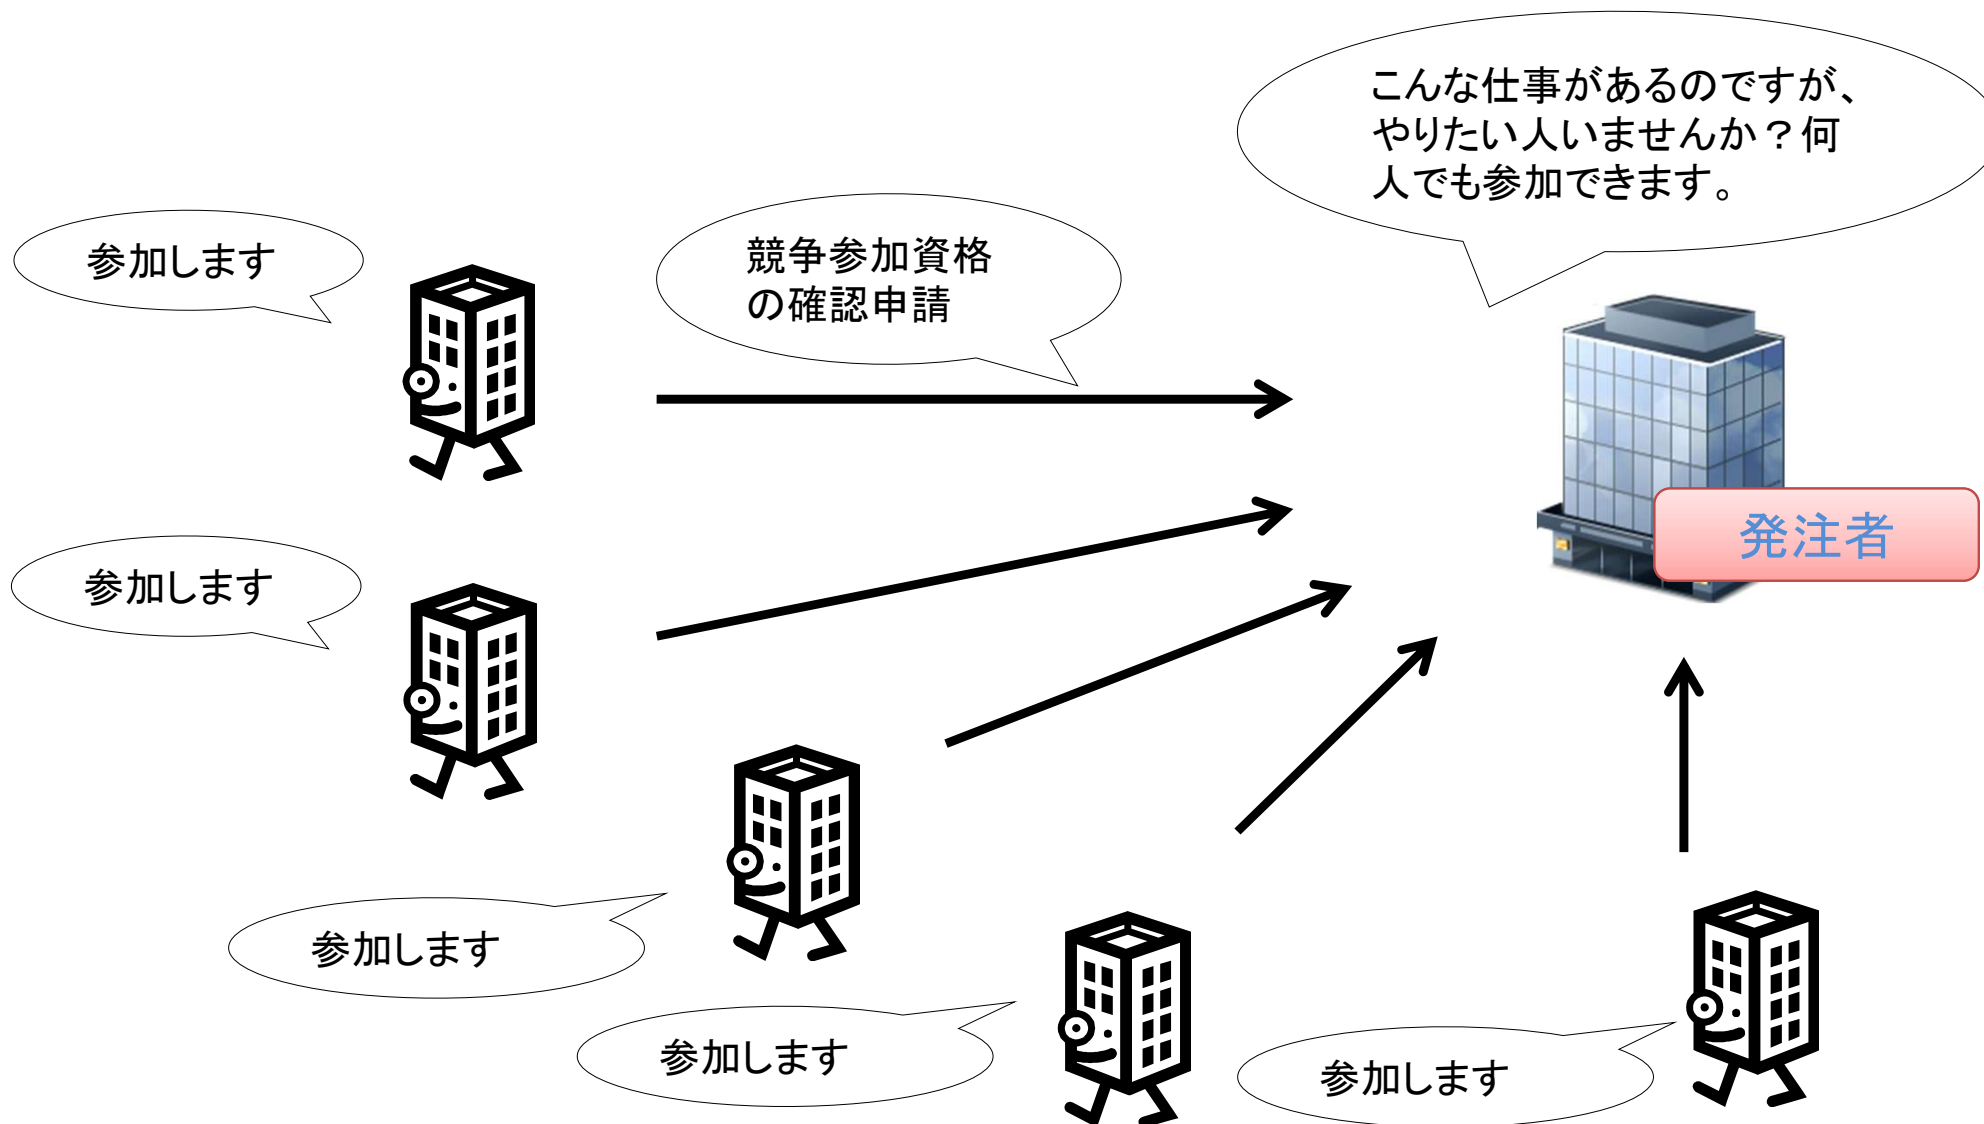 こんな仕事があるのですが、
やりたい人いませんか？何
人でも参加できます。
参加します
競争参加資格
の確認申請
発注者
参加します
参加します
参加します
参加します